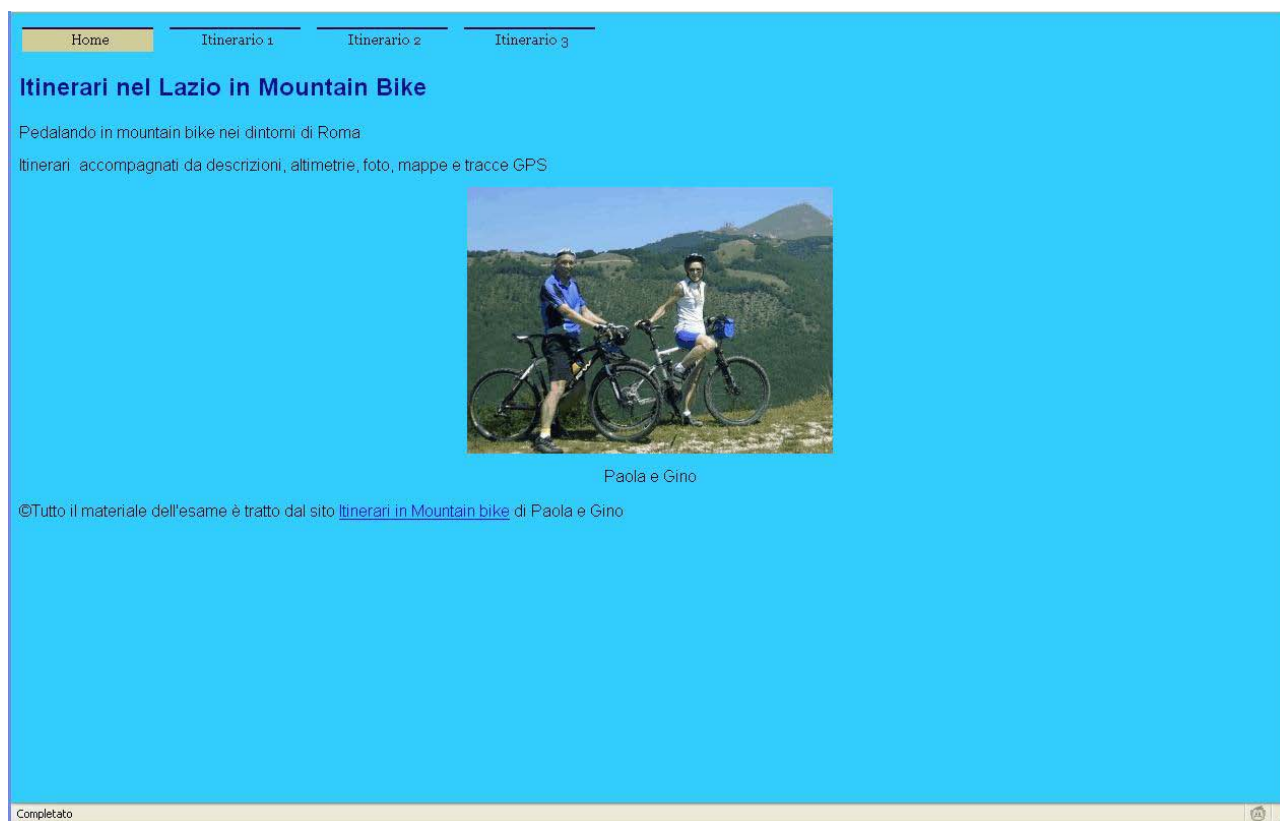 Home Itinerario 1 Itinerario 2 Itinerario 3
Itinerari nel Lazio in Mountain Bike
Pedalando in mountain bike nei dintorni di Roma
Itinerari accompagnati da descrizioni, altimetrie, foto, mappe e tracce GPS
Paola e Gino
©Tutto il materiale dell'esame è tratto dal sito Itinerari in Mountain bike di Paola e Gino
Completato